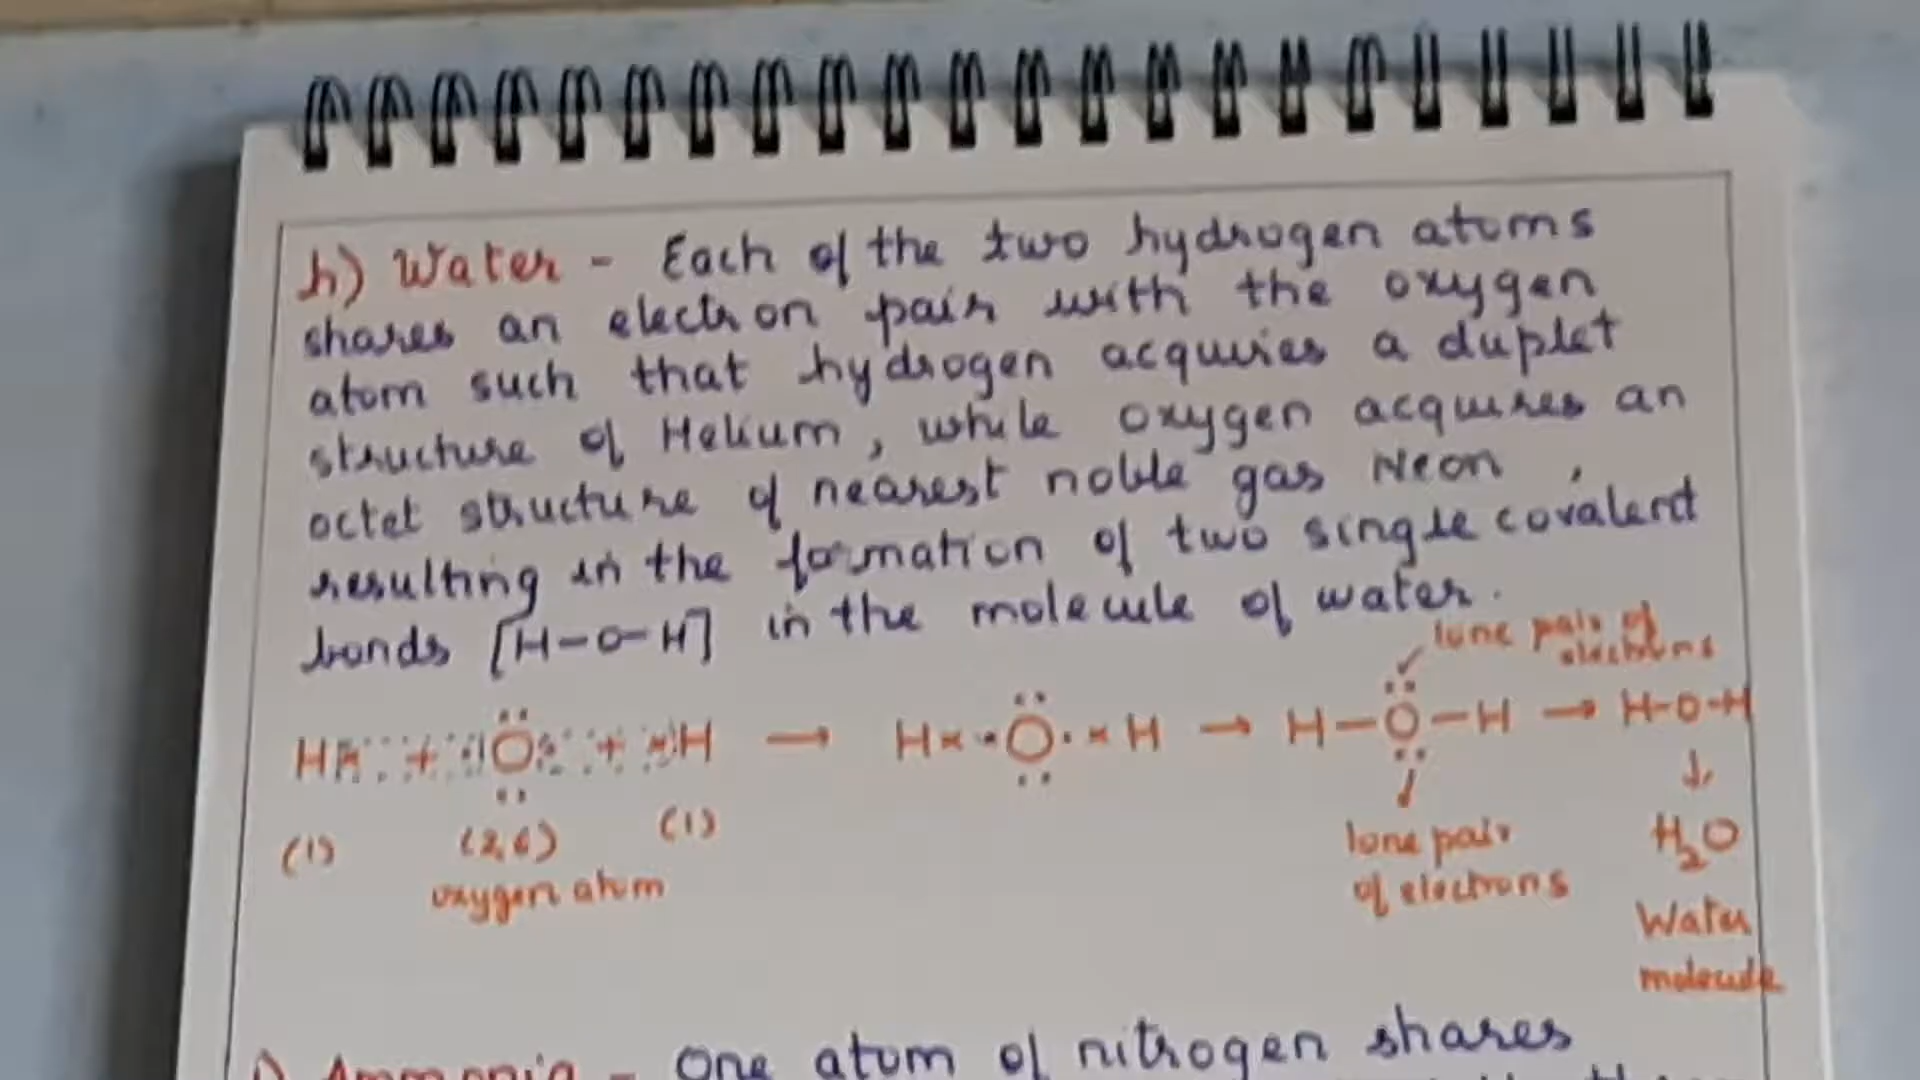 h) Water - Each of the two hydrogen atoms
shares an electron pair with the oxygen
atom such that hydrogen acquries a duplet
structure of Helium, while oxygen acquires an
octet structure of nearest noble gas Neon,
resulting in the formation of two single covalent
bonds [H-O-H] in the molecule of water.
lone pair of
electrons
H× + :Ö: + ×H → H×·Ö·×H → H-Ö-H → H-O-H
↓
(1) (2,6) (1) lone pair H₂O
oxygen atom of electrons Water
molecule
i) Ammonia - One atom of nitrogen shares